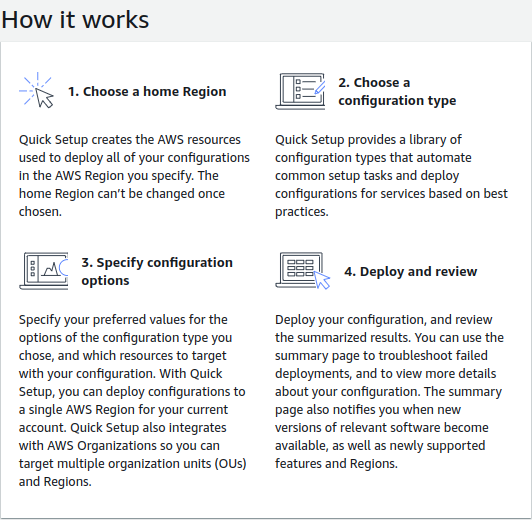 How it works
1. Choose a home Region
Quick Setup creates the AWS resources
used to deploy all of your configurations
in the AWS Region you specify. The
home Region can’t be changed once
chosen.
2. Choose a
configuration type
Quick Setup provides a library of
configuration types that automate
common setup tasks and deploy
configurations for services based on best
practices.
3. Specify configuration
options
Specify your preferred values for the
options of the configuration type you
chose, and which resources to target
with your configuration. With Quick
Setup, you can deploy configurations to
a single AWS Region for your current
account. Quick Setup also integrates
with AWS Organizations so you can
target multiple organization units (OUs)
and Regions.
4. Deploy and review
Deploy your configuration, and review
the summarized results. You can use the
summary page to troubleshoot failed
deployments, and to view more details
about your configuration. The summary
page also notifies you when new
versions of relevant software become
available, as well as newly supported
features and Regions.